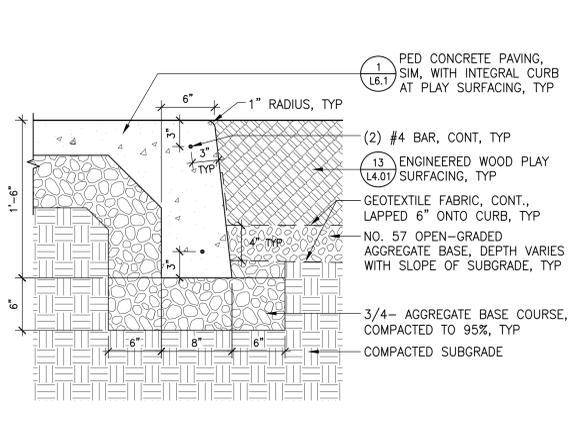 1
L6.1
PED CONCRETE PAVING,
SIM, WITH INTEGRAL CURB
AT PLAY SURFACING, TYP
6"
1" RADIUS, TYP
3"
(2) #4 BAR, CONT, TYP
3"
TYP
13
L4.01
ENGINEERED WOOD PLAY
SURFACING, TYP
1'-6"
GEOTEXTILE FABRIC, CONT.,
LAPPED 6" ONTO CURB, TYP
4" TYP
NO. 57 OPEN-GRADED
AGGREGATE BASE, DEPTH VARIES
WITH SLOPE OF SUBGRADE, TYP
3"
6"
3/4- AGGREGATE BASE COURSE,
COMPACTED TO 95%, TYP
6"
8"
6"
COMPACTED SUBGRADE